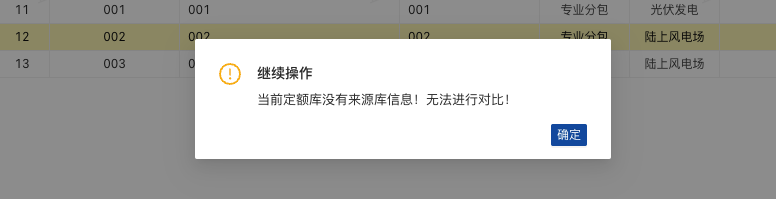 11 001 001 001 专业分包 光伏发电
12 002 002 002 专业分包 陆上风电场
13 003 陆上风电场
继续操作
当前定额库没有来源库信息！无法进行对比！
确定